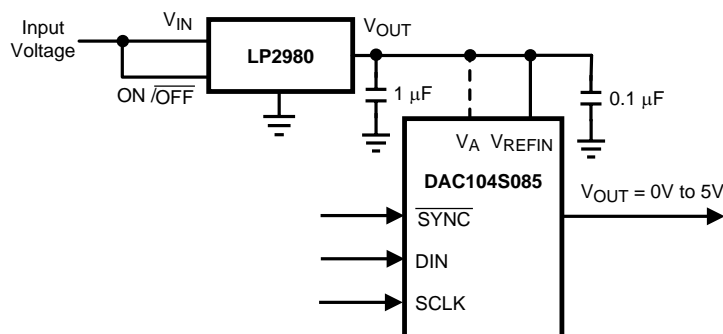 Input
Voltage
V_IN
ON /OFF
LP2980
V_OUT
1 μF
0.1 μF
V_A
V_REFIN
DAC104S085
V_OUT = 0V to 5V
SYNC
DIN
SCLK